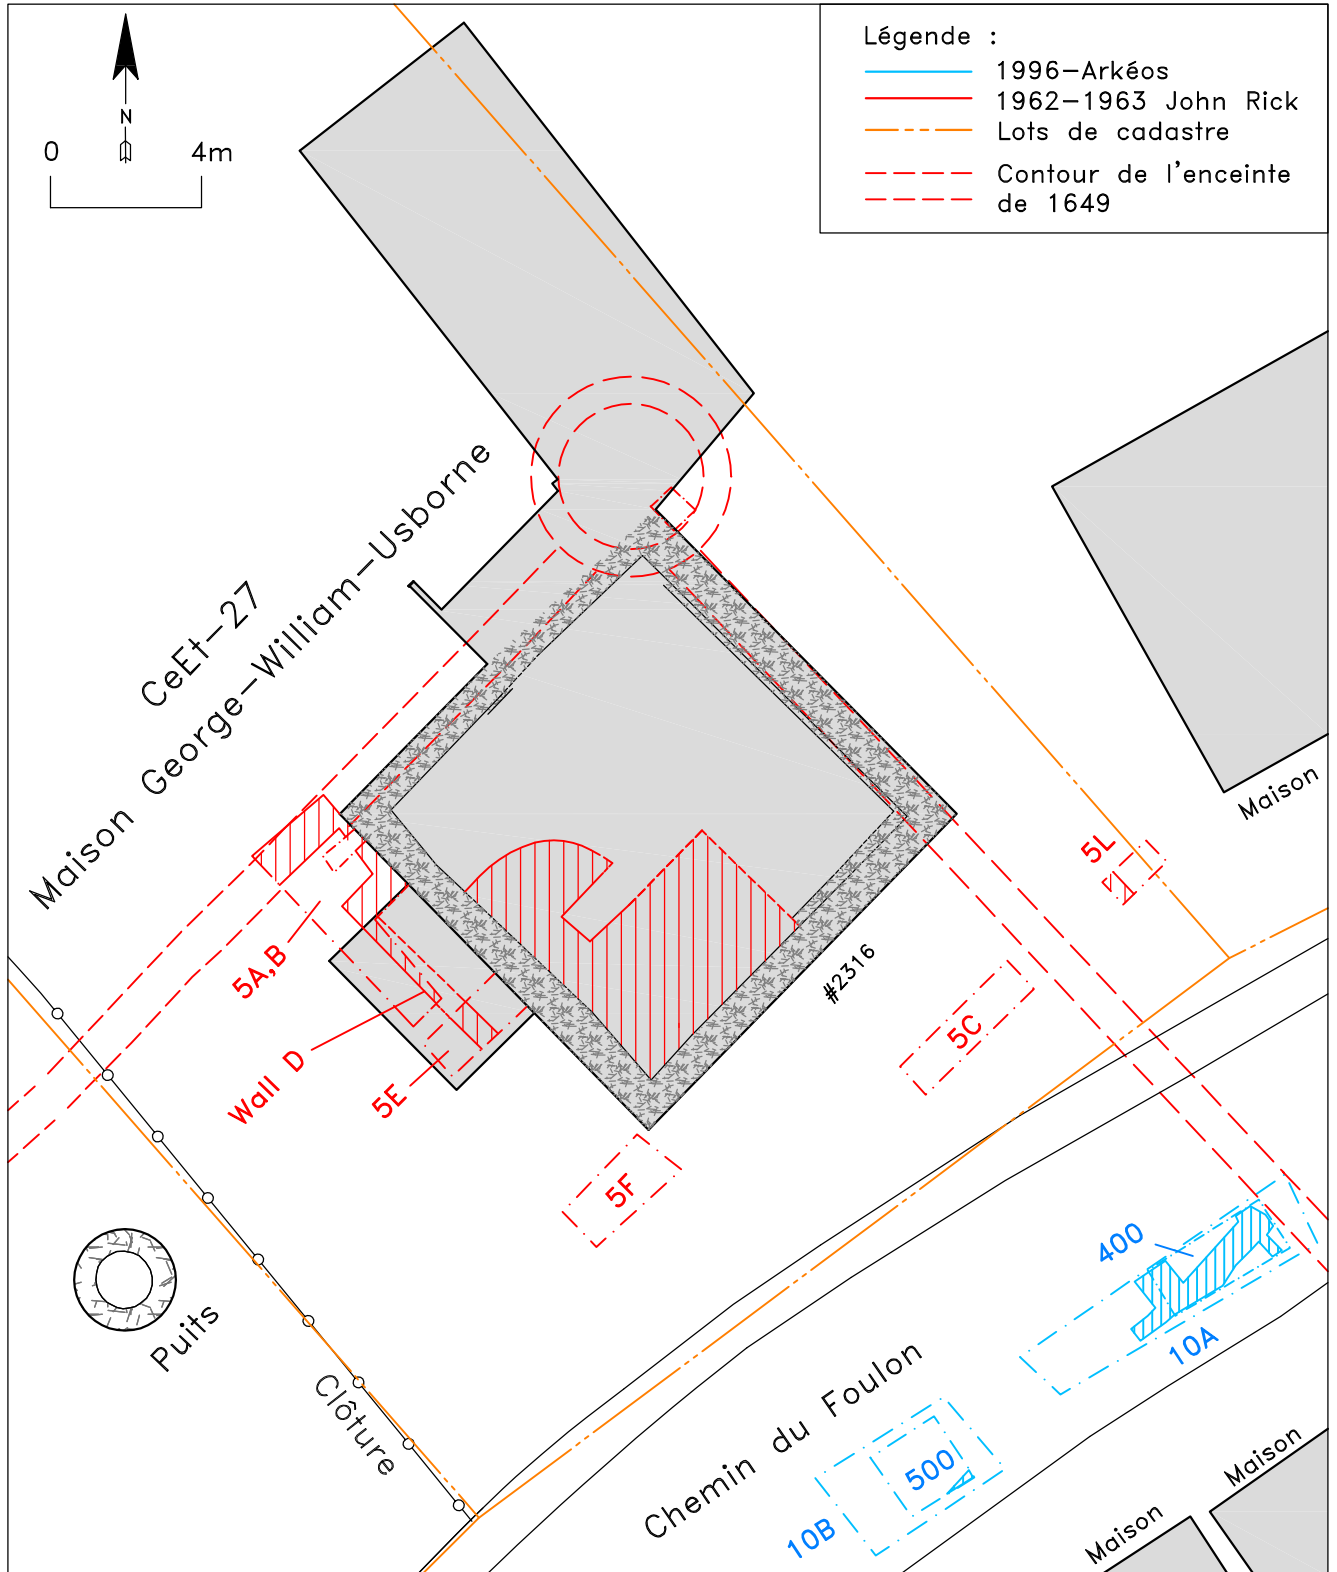 Légende :
1996-Arkéos
1962-1963 John Rick
Lots de cadastre
Contour de l'enceinte
de 1649
N
0 4m
CeEt-27
Maison George-William-Usborne
Maison
5L
5A,B
#2316
5C
Wall D
5E
5F
400
10A
Puits
Clôture
Chemin du Foulon
500
10B
Maison
Maison